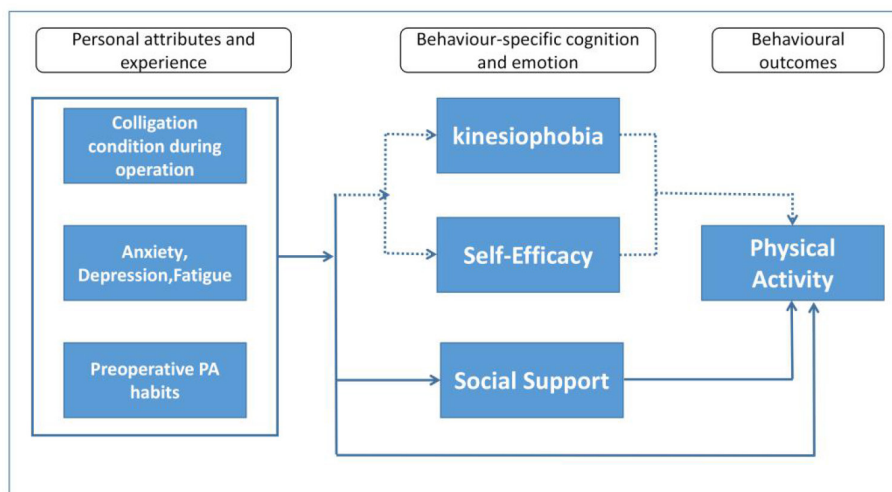 Personal attributes and
experience
Behaviour-specific cognition
and emotion
Behavioural
outcomes
Colligation
condition during
operation
Anxiety,
Depression,Fatigue
Preoperative PA
habits
kinesiophobia
Self-Efficacy
Social Support
Physical
Activity